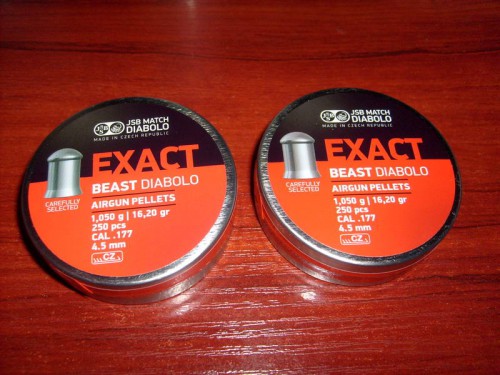 JSB MATCH
DIABOLO
MADE IN CZECH REPUBLIC
EXACT
BEAST DIABOLO
CAREFULLY
SELECTED
AIRGUN PELLETS
1,050 g | 16,20 gr
250 pcs
CAL .177
4.5 mm
CZ
JSB MATCH
DIABOLO
MADE IN CZECH REPUBLIC
EXACT
BEAST DIABOLO
CAREFULLY
SELECTED
AIRGUN PELLETS
1,050 g | 16,20 gr
250 pcs
CAL .177
4.5 mm
CZ